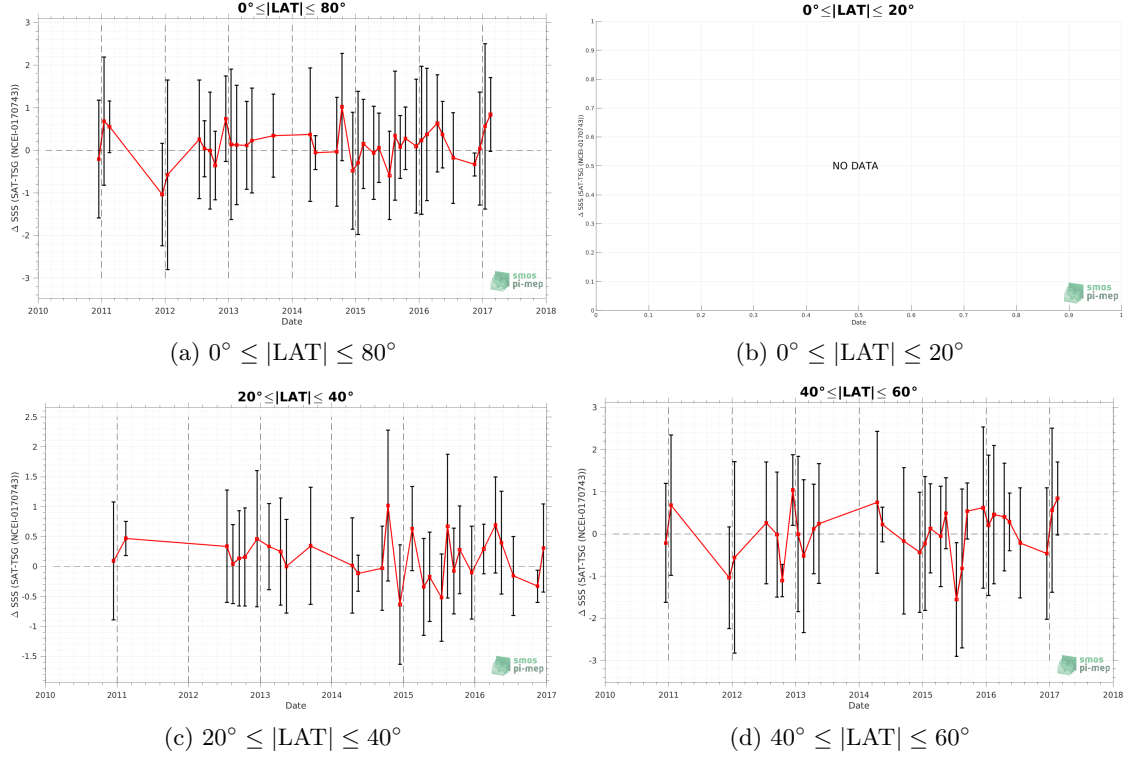 0°≤|LAT|≤ 80°
Δ SSS (SAT-TSG (NCEI-0170743))
3
2
1
0
-1
-2
-3
2010 2011 2012 2013 2014 2015 2016 2017 2018
Date
smos
pi-mep
(a) 0° ≤ |LAT| ≤ 80°
0°≤|LAT|≤ 20°
Δ SSS (SAT-TSG (NCEI-0170743))
1
0.9
0.8
0.7
0.6
0.5
0.4
0.3
0.2
0.1
0
NO DATA
0 0.1 0.2 0.3 0.4 0.5 0.6 0.7 0.8 0.9 1
Date
smos
pi-mep
(b) 0° ≤ |LAT| ≤ 20°
20°≤|LAT|≤ 40°
Δ SSS (SAT-TSG (NCEI-0170743))
2.5
2
1.5
1
0.5
0
-0.5
-1
-1.5
2010 2011 2012 2013 2014 2015 2016 2017
Date
smos
pi-mep
(c) 20° ≤ |LAT| ≤ 40°
40°≤|LAT|≤ 60°
Δ SSS (SAT-TSG (NCEI-0170743))
3
2
1
0
-1
-2
-3
2010 2011 2012 2013 2014 2015 2016 2017 2018
Date
smos
pi-mep
(d) 40° ≤ |LAT| ≤ 60°